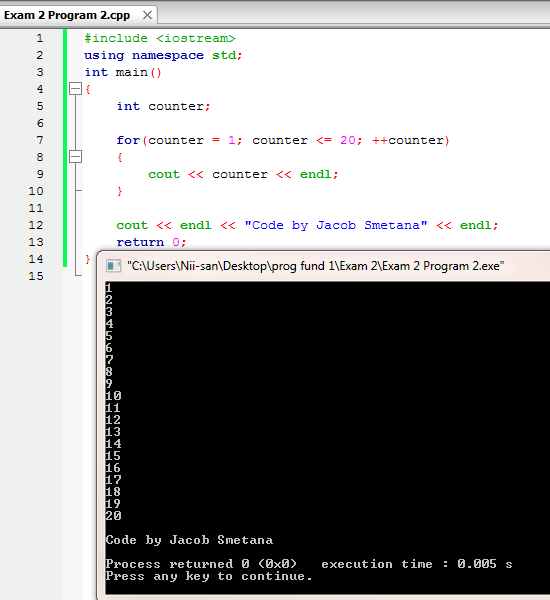 Exam 2 Program 2.cpp
1 #include <iostream>
2 using namespace std;
3 int main()
4 {
5 int counter;
6
7 for(counter = 1; counter <= 20; ++counter)
8 {
9 cout << counter << endl;
10 }
11
12 cout << endl << "Code by Jacob Smetana" << endl;
13 return 0;
14 }
15
"C:\Users\Nii-san\Desktop\prog fund 1\Exam 2\Exam 2 Program 2.exe"
1
2
3
4
5
6
7
8
9
10
11
12
13
14
15
16
17
18
19
20
Code by Jacob Smetana
Process returned 0 (0x0)   execution time : 0.005 s
Press any key to continue.